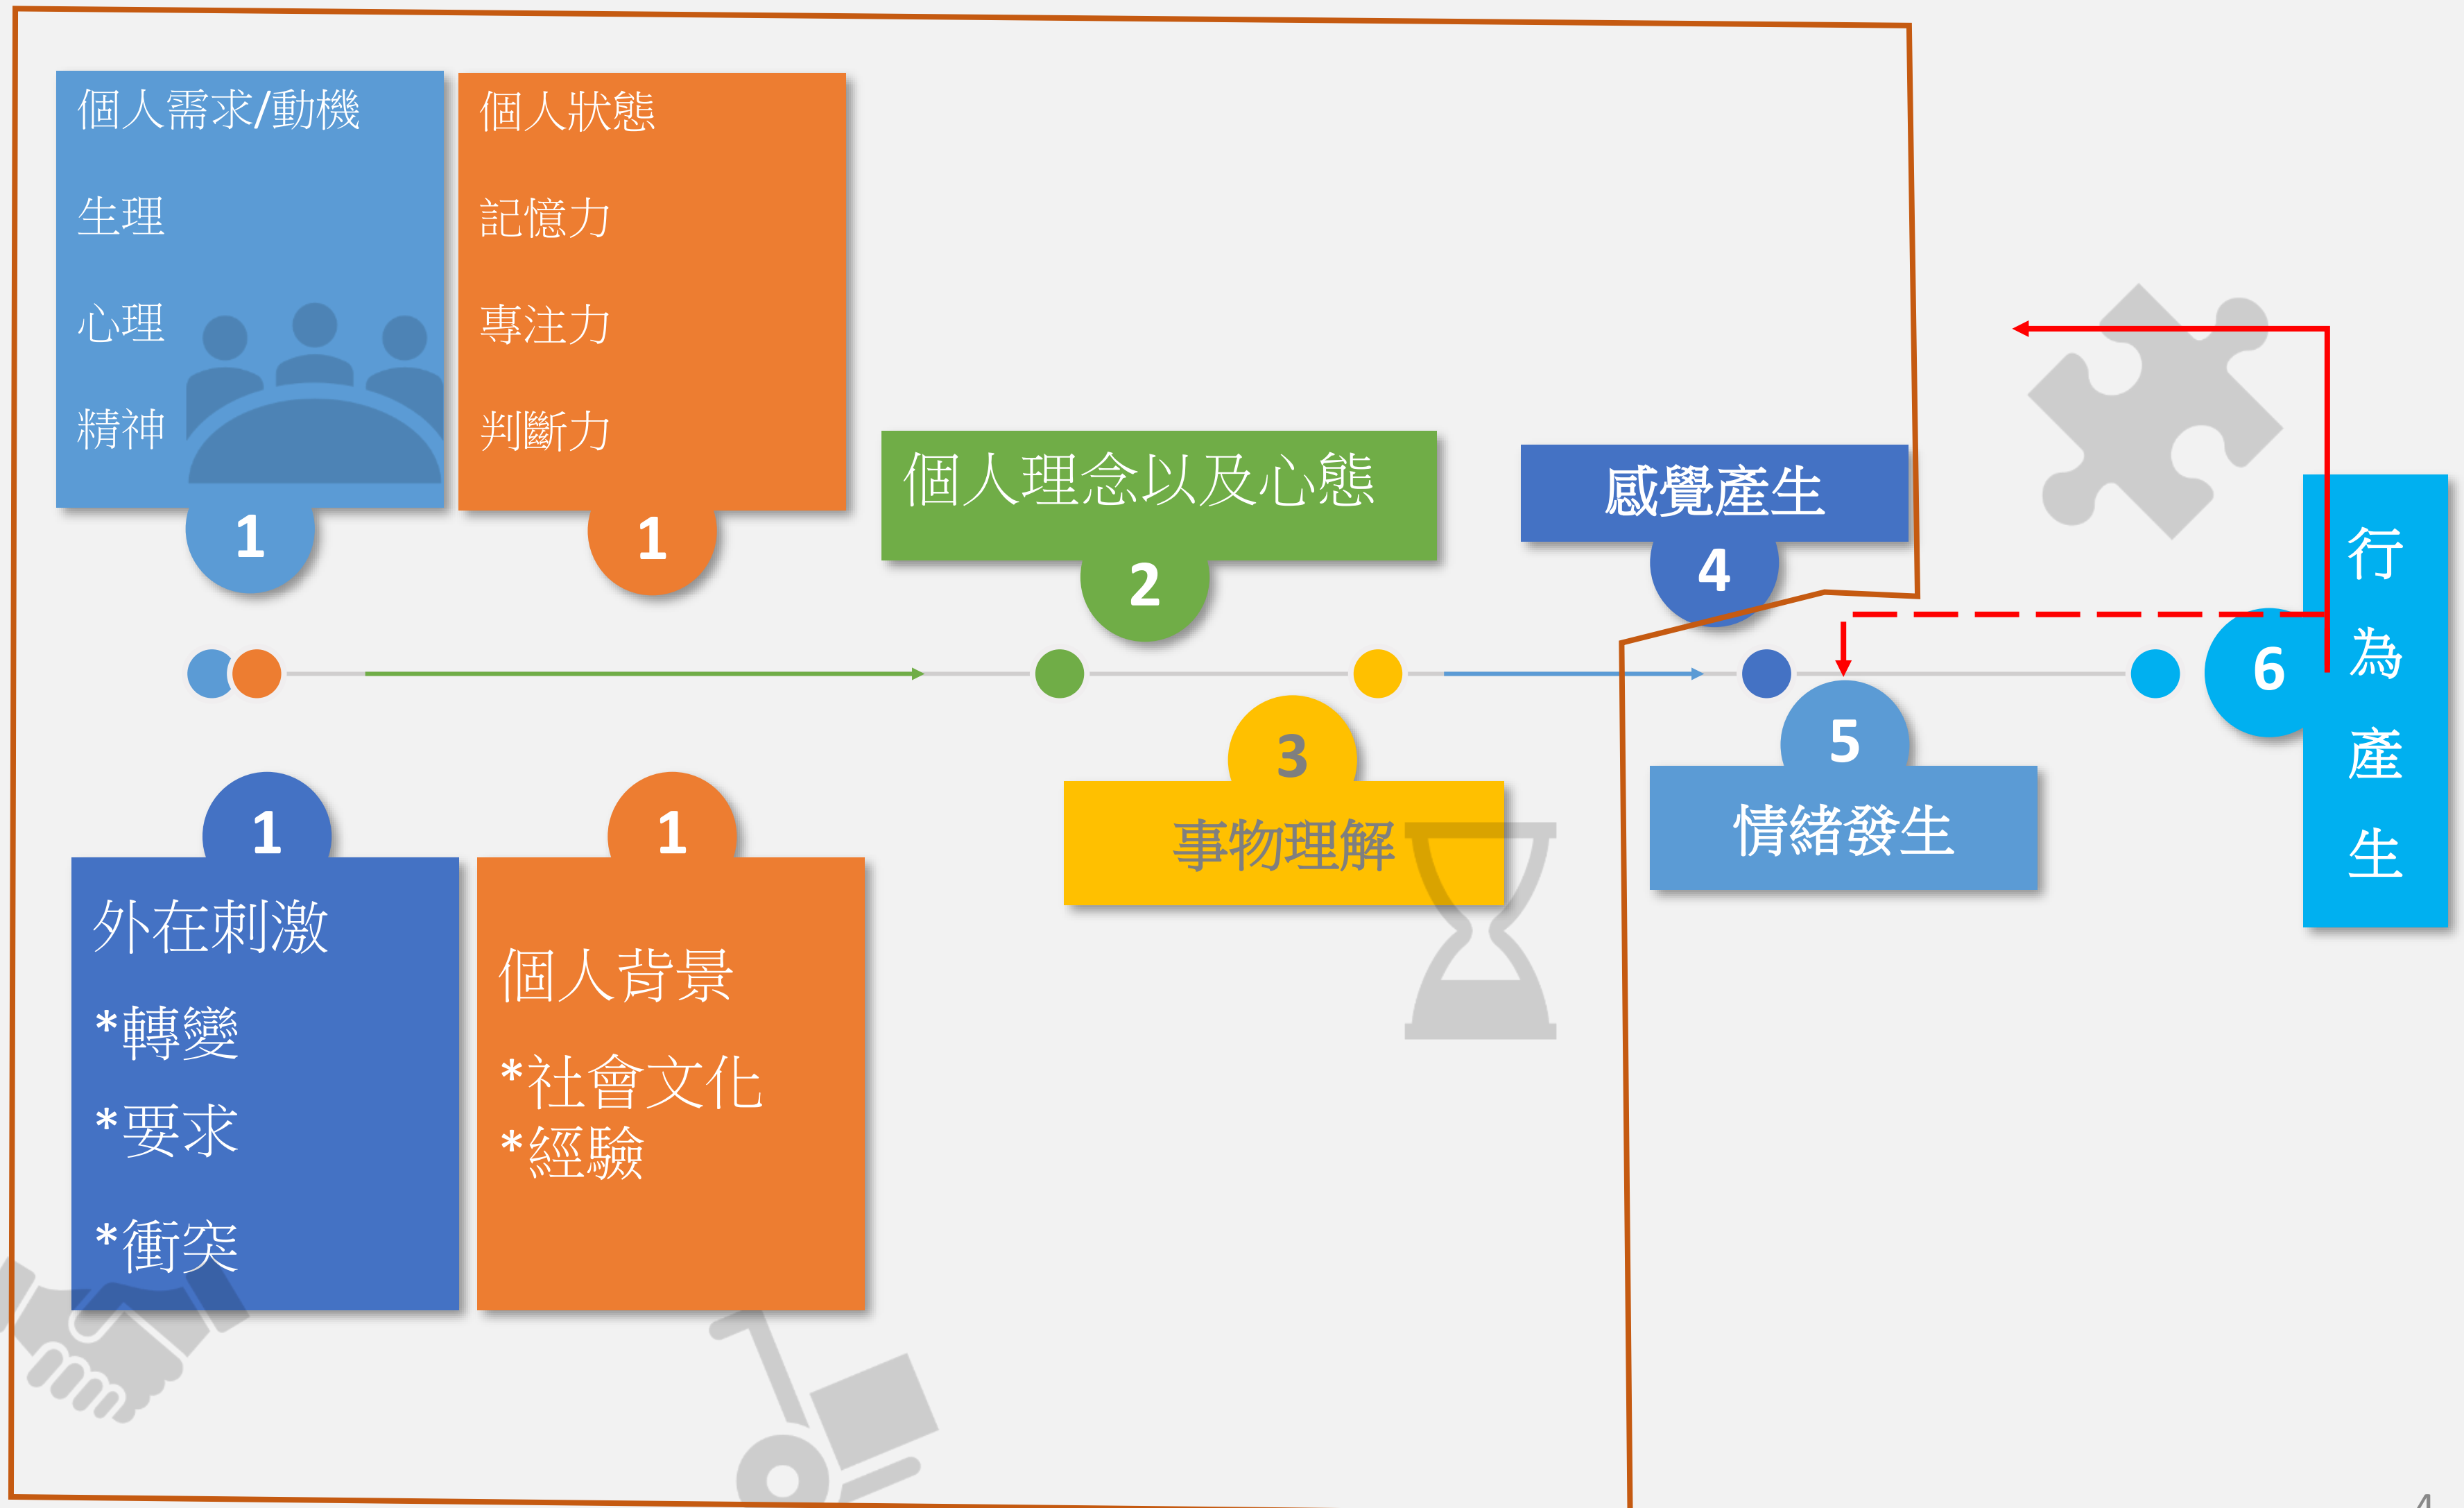 個人需求/動機
生理
心理
精神
1
個人狀態
記憶力
專注力
判斷力
1
個人理念以及心態
2
感覺產生
4
1
外在刺激
*轉變
*要求
*衝突
1
個人背景
*社會文化
*經驗
3
事物理解
5
情緒發生
6
行
為
產
生
4